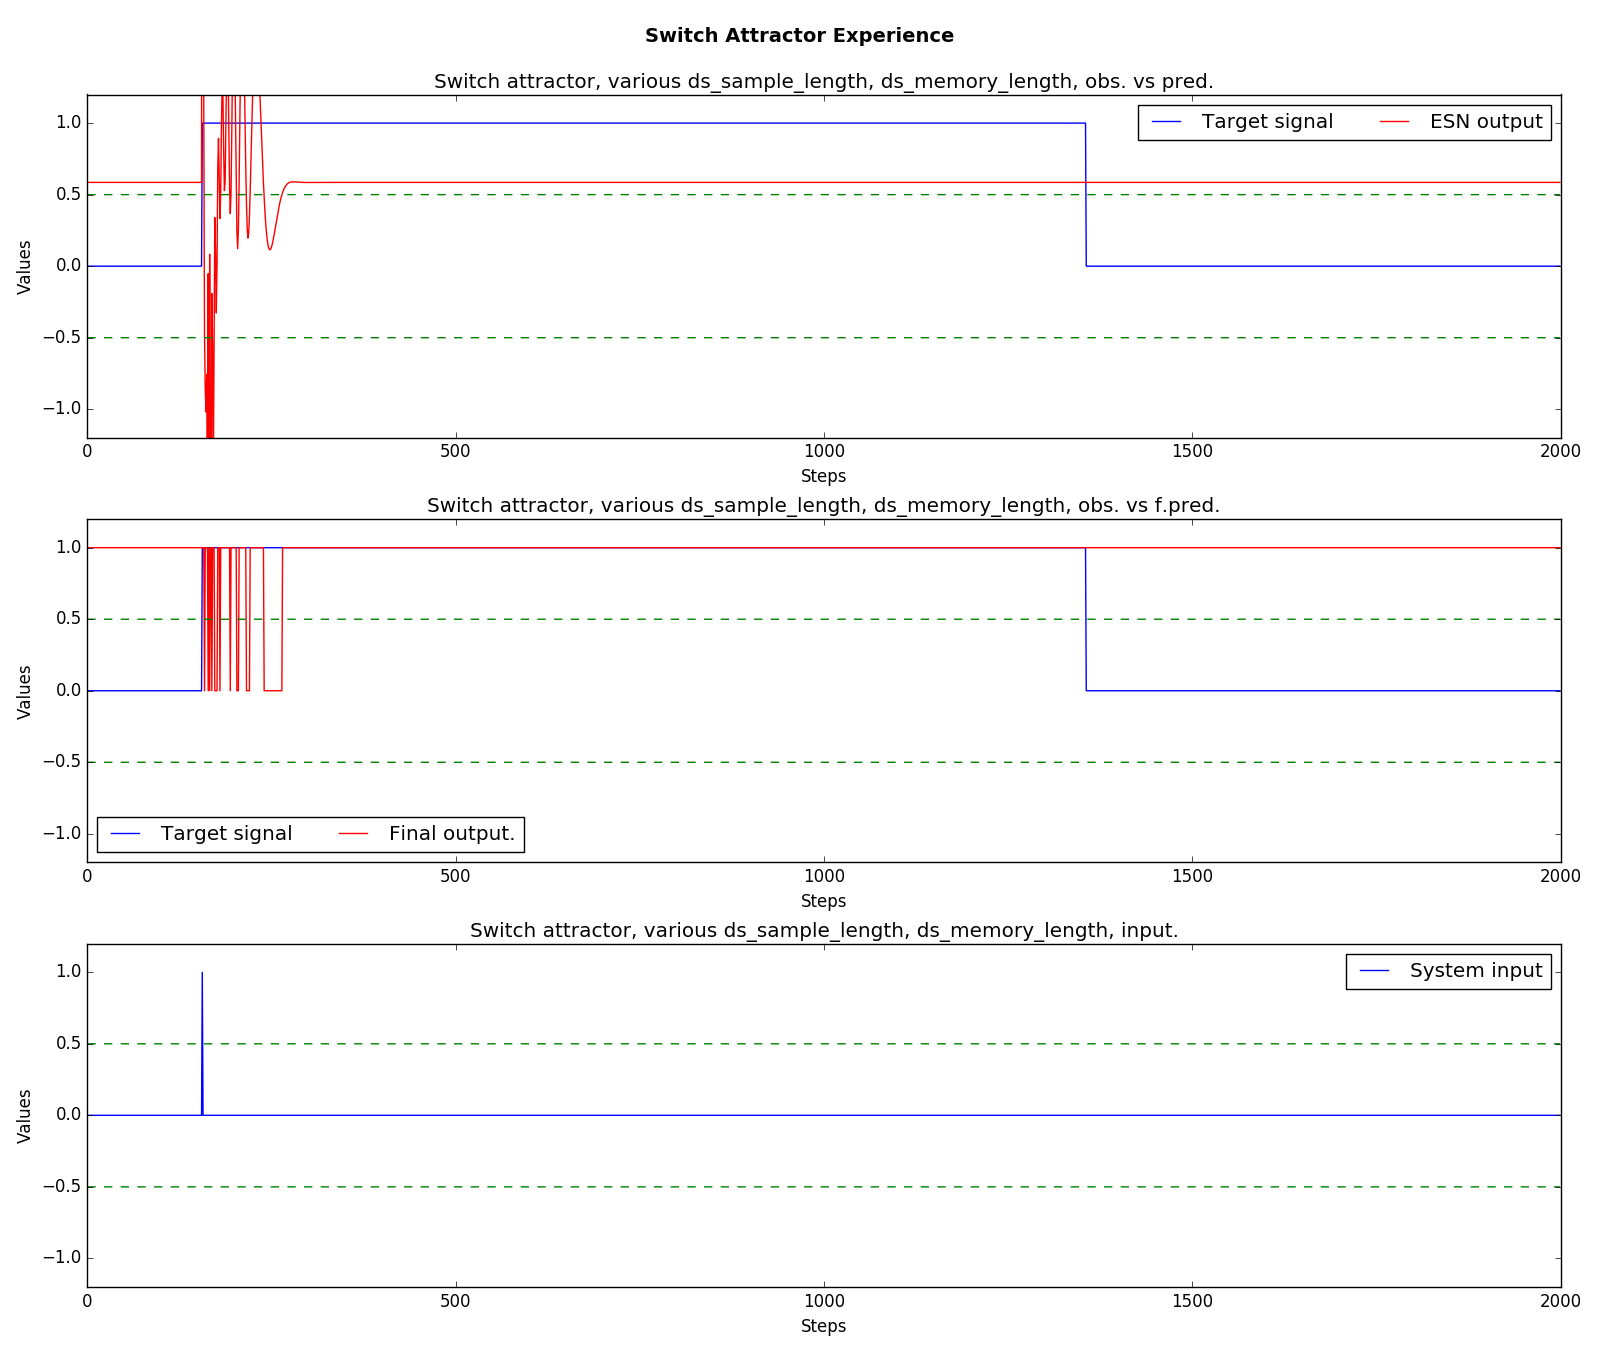 Switch Attractor Experience
Switch attractor, various ds_sample_length, ds_memory_length, obs. vs pred.
Target signal ESN output
1.0
0.5
0.0
−0.5
−1.0
Values
0 500 1000 1500 2000
Steps
Switch attractor, various ds_sample_length, ds_memory_length, obs. vs f.pred.
1.0
0.5
0.0
−0.5
−1.0
Values
Target signal Final output.
0 500 1000 1500 2000
Steps
Switch attractor, various ds_sample_length, ds_memory_length, input.
System input
1.0
0.5
0.0
−0.5
−1.0
Values
0 500 1000 1500 2000
Steps